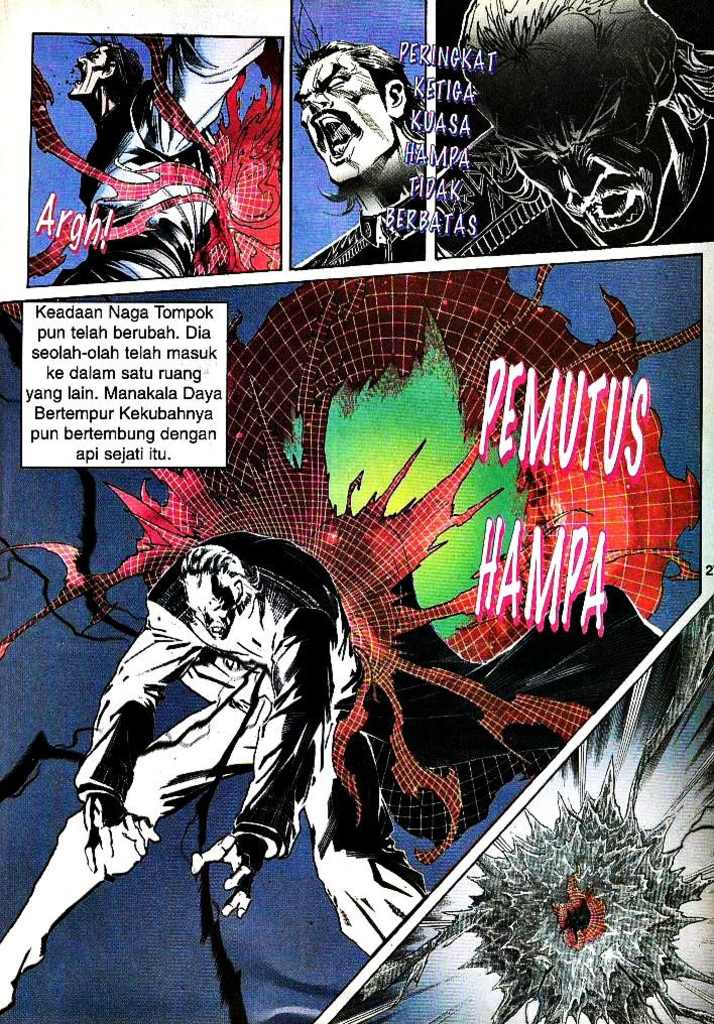 Argh!
PERINGKAT
KETIGA
KUASA
HAMPA
TIDAK
BERBATAS
Keadaan Naga Tompok
pun telah berubah. Dia
seolah-olah telah masuk
ke dalam satu ruang
yang lain. Manakala Daya
Bertempur Kekubahnya
pun bertembung dengan
api sejati itu.
PEMUTUS
HAMPA